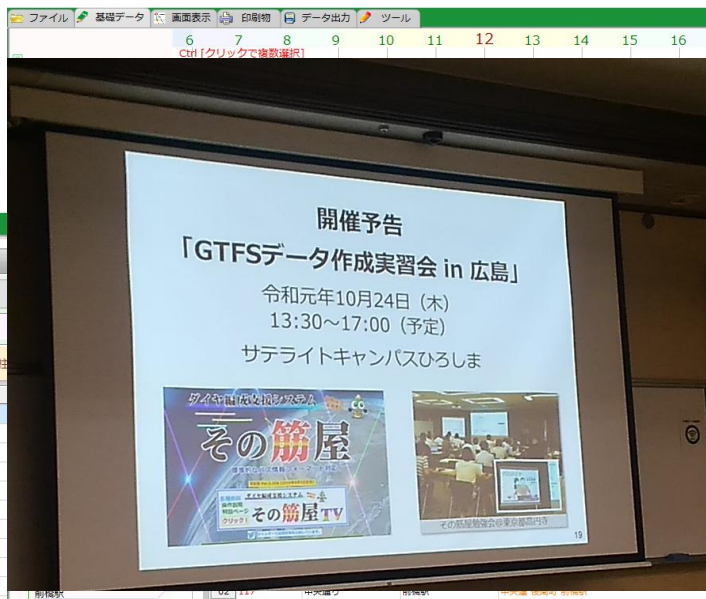 ファイル 基礎データ 画面表示 印刷物 データ出力 ツール
6 7 8 9 10 11 12 13 14 15 16
Ctrl [クリックで複数選択]
開催予告
「GTFSデータ作成実習会 in 広島」
令和元年10月24日（木）
13:30～17:00（予定）
サテライトキャンパスひろしま
ダイヤ編成支援システム
その筋屋
ダイヤ編成支援システム
その筋屋TV
クリック！
その筋屋勉強会@東京都高円寺
19
前橋駅